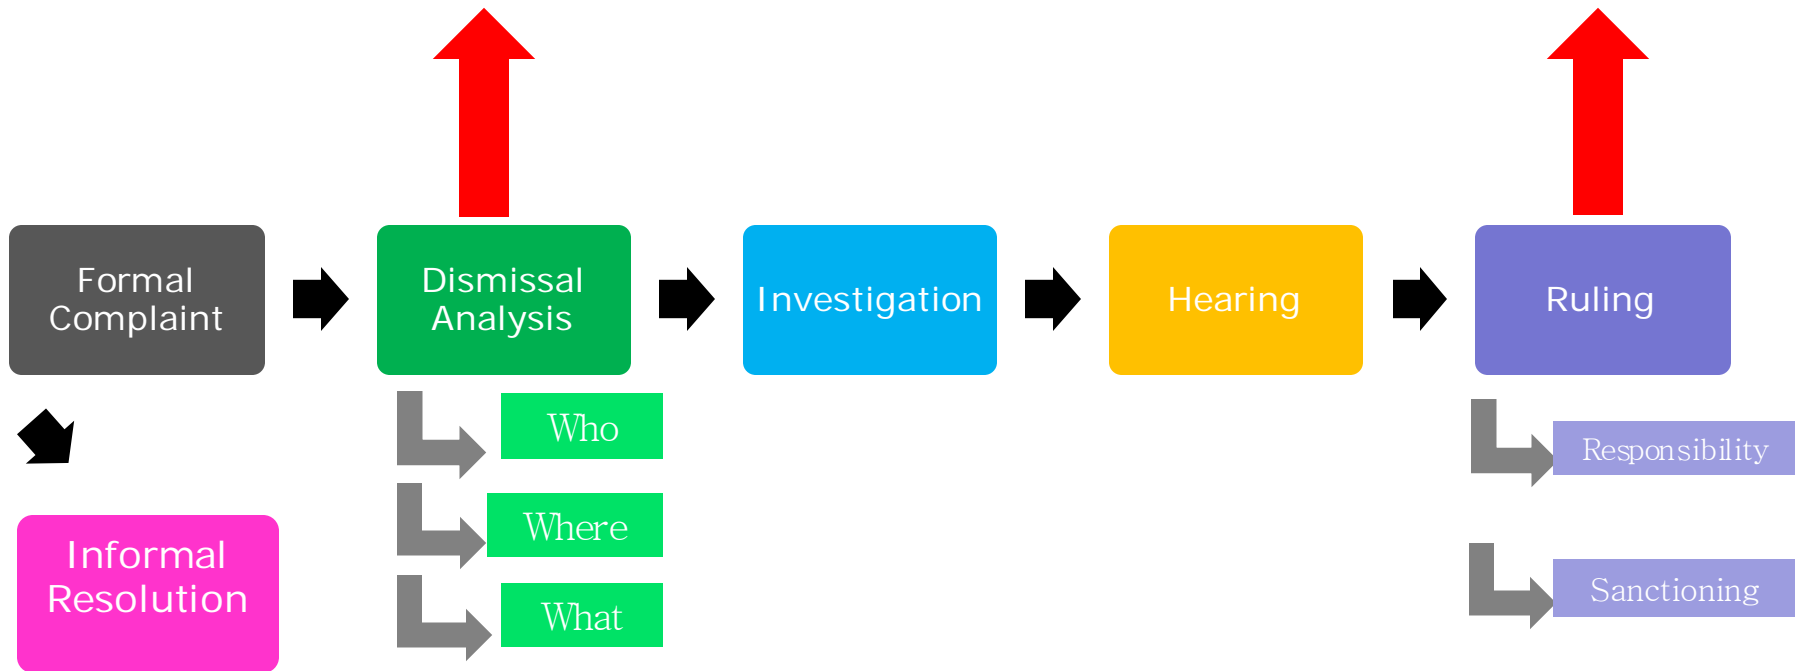 Formal
Complaint
Dismissal
Analysis
Investigation
Hearing
Ruling
Who
Where
What
Responsibility
Sanctioning
Informal
Resolution